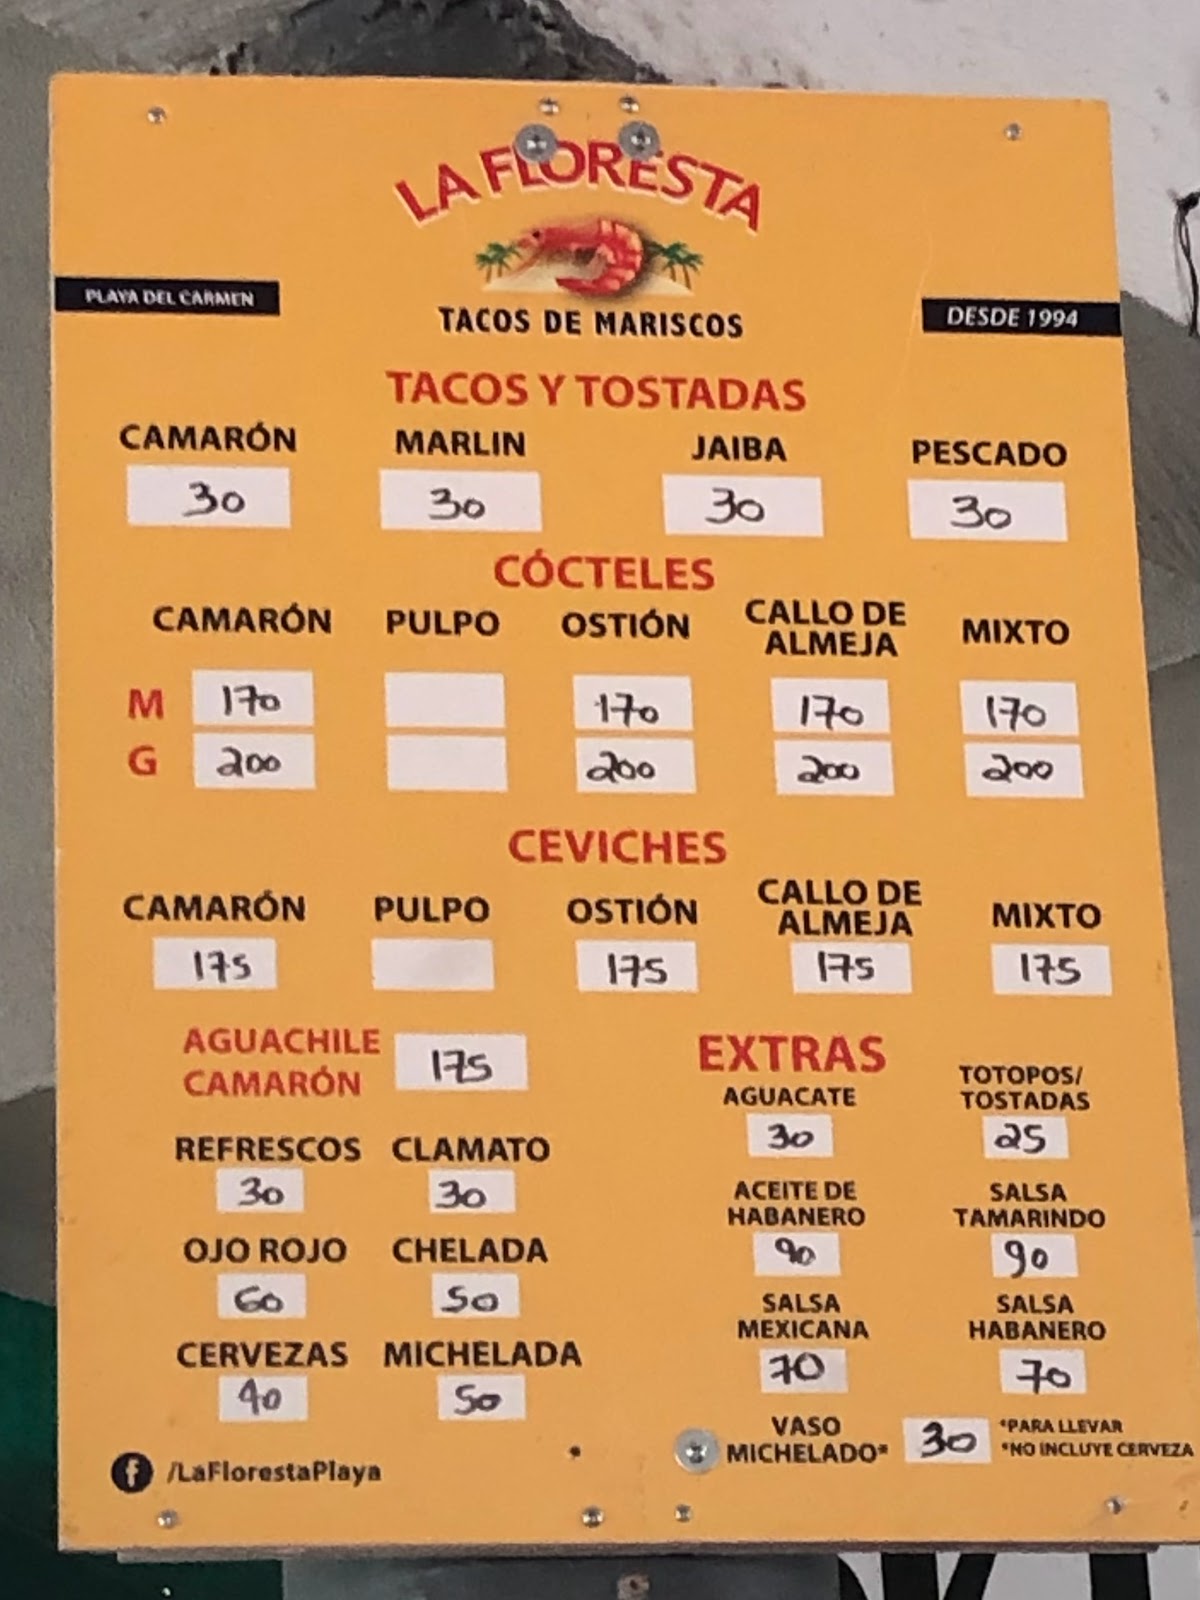 LA FLORESTA
PLAYA DEL CARMEN
DESDE 1994
TACOS DE MARISCOS
TACOS Y TOSTADAS
CAMARÓN MARLIN JAIBA PESCADO
30 30 30 30
CÓCTELES
CAMARÓN PULPO OSTIÓN CALLO DE ALMEJA MIXTO
M 170 170 170 170
G 200 200 200 200
CEVICHES
CAMARÓN PULPO OSTIÓN CALLO DE ALMEJA MIXTO
175 175 175 175
AGUACHILE
CAMARÓN
175
REFRESCOS CLAMATO
30 30
OJO ROJO CHELADA
60 50
CERVEZAS MICHELADA
40 50
/LaFlorestaPlaya
EXTRAS
AGUACATE
30
TOTOPOS/
TOSTADAS
25
ACEITE DE
HABANERO
90
SALSA
TAMARINDO
90
SALSA
MEXICANA
70
SALSA
HABANERO
70
VASO
MICHELADO*
30
*PARA LLEVAR
*NO INCLUYE CERVEZA